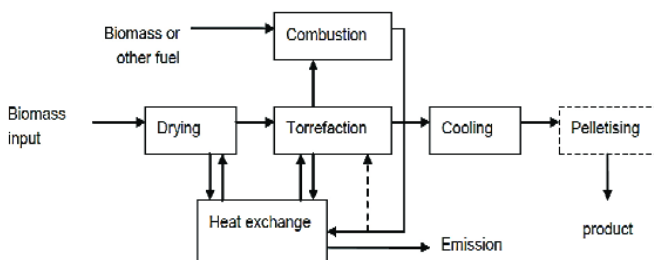 Biomass or
other fuel
Combustion
Biomass
input
Drying
Torrefaction
Cooling
Pelletising
Heat exchange
Emission
product